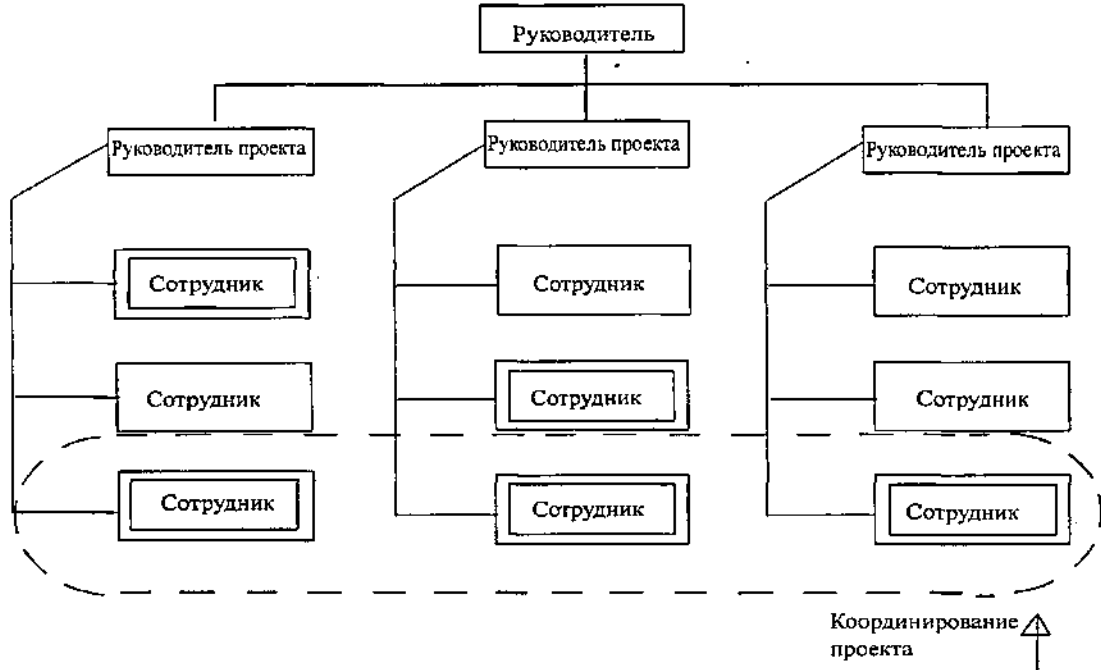 Руководитель
Руководитель проекта
Руководитель проекта
Руководитель проекта
Сотрудник
Сотрудник
Сотрудник
Сотрудник
Сотрудник
Сотрудник
Сотрудник
Сотрудник
Сотрудник
Координирование
проекта